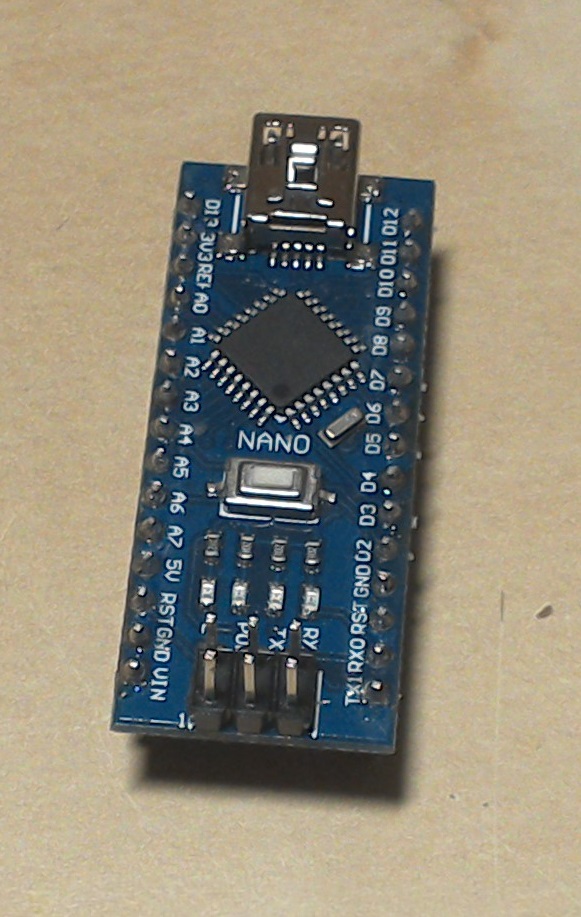 D13
3V3
REF
A0
A1
A2
A3
A4
A5
A6
A7
5V
RST
GND
VIN
NANO
D12
D11
D10
D9
D8
D7
D6
D5
D4
D3
D2
GND
RST
RX0
TX1
L
TX
1